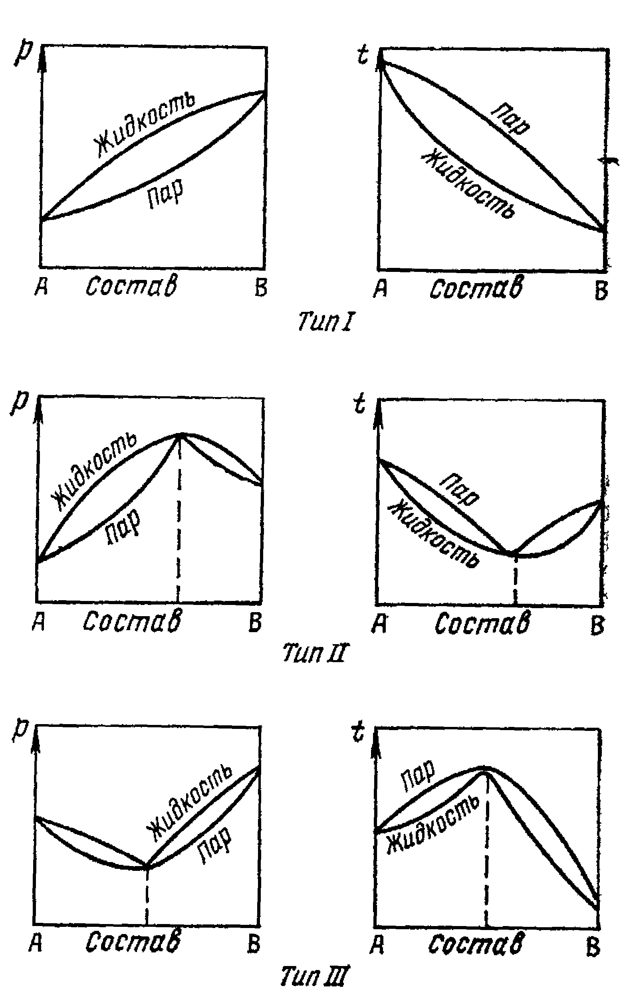 p
t
Жидкость
Пар
Пар
Жидкость
А Состав В
А Состав В
Тип I
p
t
Жидкость
Пар
Пар
Жидкость
А Состав В
А Состав В
Тип II
p
t
Жидкость
Пар
Пар
Жидкость
А Состав В
А Состав В
Тип III